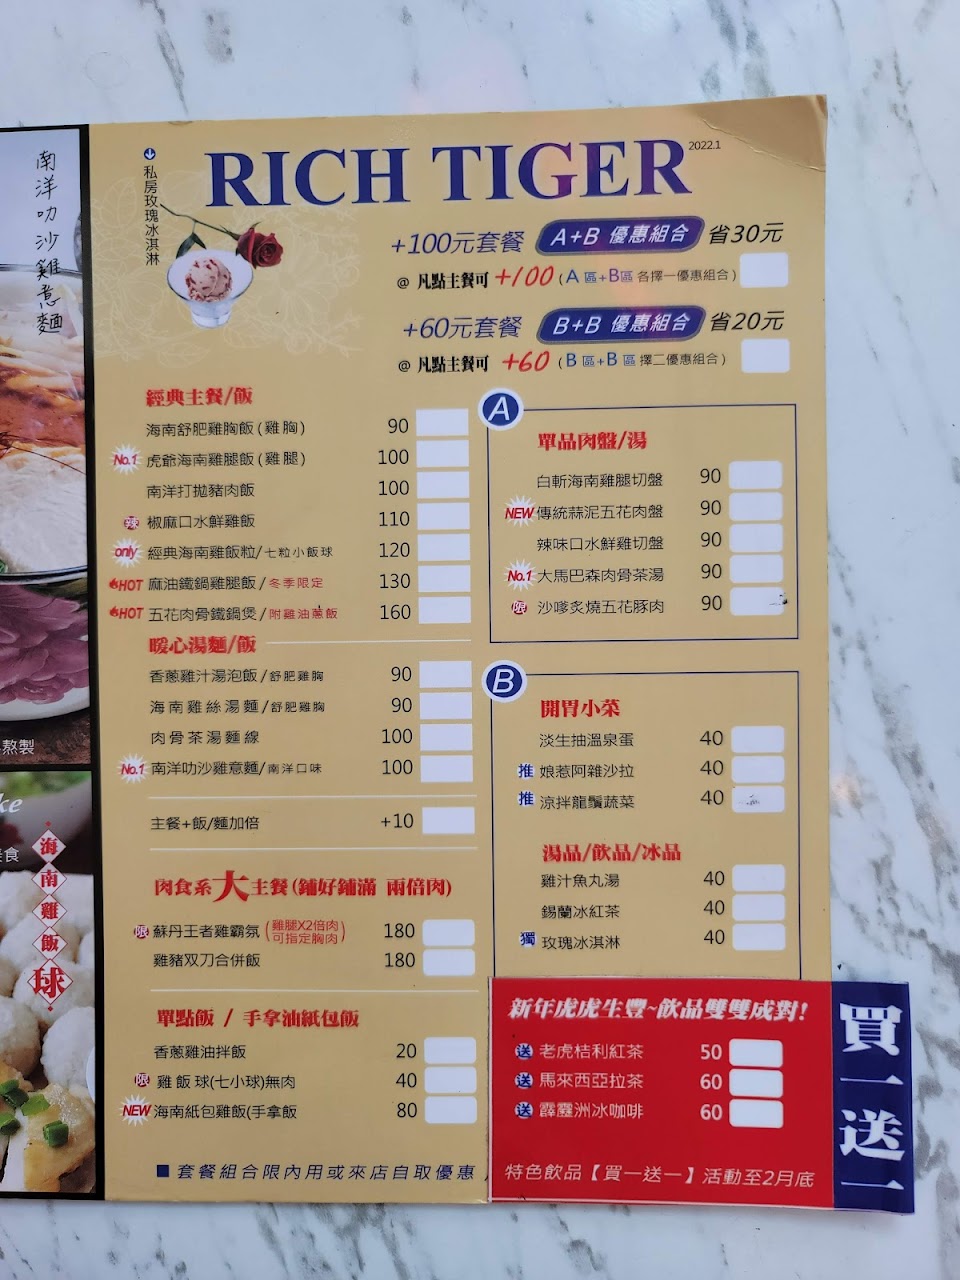 南洋叻沙雞煮麵
熬製
ke
食
海南雞飯球
私房玫瑰冰淇淋
RICH TIGER 2022.1
+100元套餐 A+B 優惠組合 省30元
@ 凡點主餐可 +100 (A 區+B區 各擇一優惠組合)
+60元套餐 B+B 優惠組合 省20元
@ 凡點主餐可 +60 (B 區+B 區 擇二優惠組合)
經典主餐/飯
海南舒肥雞胸飯(雞胸) 90
No.1 虎爺海南雞腿飯(雞腿) 100
南洋打拋豬肉飯 100
辣 椒麻口水鮮雞飯 110
only 經典海南雞飯粒/七粒小飯球 120
HOT 麻油鐵鍋雞腿飯/冬季限定 130
HOT 五花肉骨鐵鍋煲/附雞油蔥飯 160
暖心湯麵/飯
香蔥雞汁湯泡飯/舒肥雞胸 90
海南雞絲湯麵/舒肥雞胸 90
肉骨茶湯麵線 100
No.1 南洋叻沙雞意麵/南洋口味 100
主餐+飯/麵加倍 +10
肉食系大主餐(鋪好鋪滿 兩倍肉)
限 蘇丹王者雞霸氛 (雞腿X2倍肉 可指定胸肉) 180
雞豬双刀合併飯 180
單點飯 / 手拿油紙包飯
香蔥雞油拌飯 20
限 雞飯球(七小球)無肉 40
NEW 海南紙包雞飯(手拿飯 80
■ 套餐組合限內用或來店自取優惠
A
單品肉盤/湯
白斬海南雞腿切盤 90
NEW 傳統蒜泥五花肉盤 90
辣味口水鮮雞切盤 90
No.1 大馬巴森肉骨茶湯 90
限 沙嗲炙燒五花豚肉 90
B
開胃小菜
淡生抽溫泉蛋 40
推 娘惹阿雜沙拉 40
推 涼拌龍鬚蔬菜 40
湯品/飲品/冰品
雞汁魚丸湯 40
錫蘭冰紅茶 40
獨 玫瑰冰淇淋 40
新年虎虎生豐~飲品雙雙成對!
送 老虎桔利紅茶 50
送 馬來西亞拉茶 60
送 霹靂洲冰咖啡 60
特色飲品【買一送一】活動至2月底
買一送一